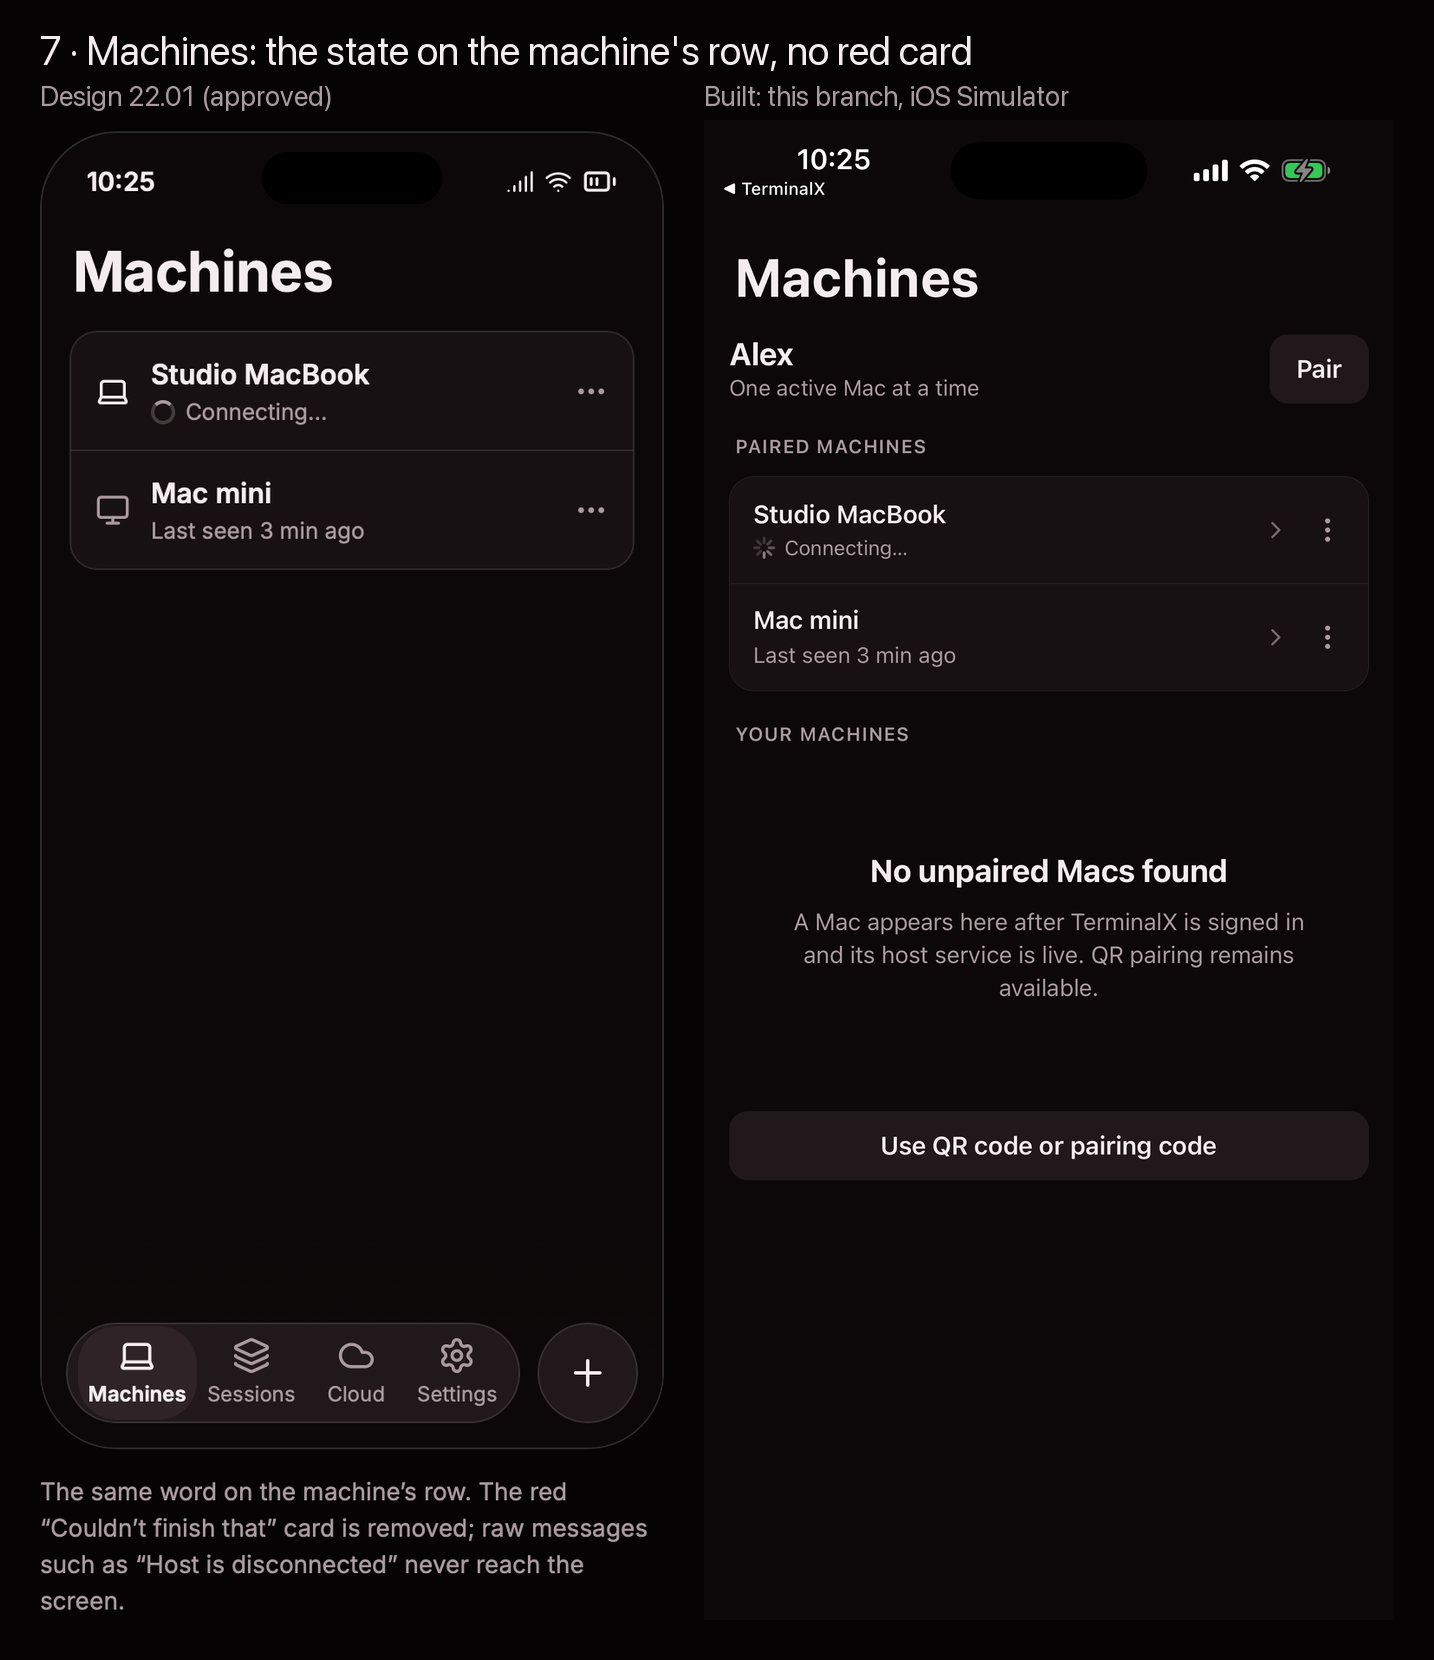 7 · Machines: the state on the machine's row, no red card
Design 22.01 (approved)
10:25
Machines
Studio MacBook
Connecting...
Mac mini
Last seen 3 min ago
Machines
Sessions
Cloud
Settings
The same word on the machine’s row. The red
“Couldn’t finish that” card is removed; raw messages
such as “Host is disconnected” never reach the
screen.
Built: this branch, iOS Simulator
10:25
TerminalX
Machines
Alex
One active Mac at a time
Pair
PAIRED MACHINES
Studio MacBook
Connecting...
Mac mini
Last seen 3 min ago
YOUR MACHINES
No unpaired Macs found
A Mac appears here after TerminalX is signed in
and its host service is live. QR pairing remains
available.
Use QR code or pairing code